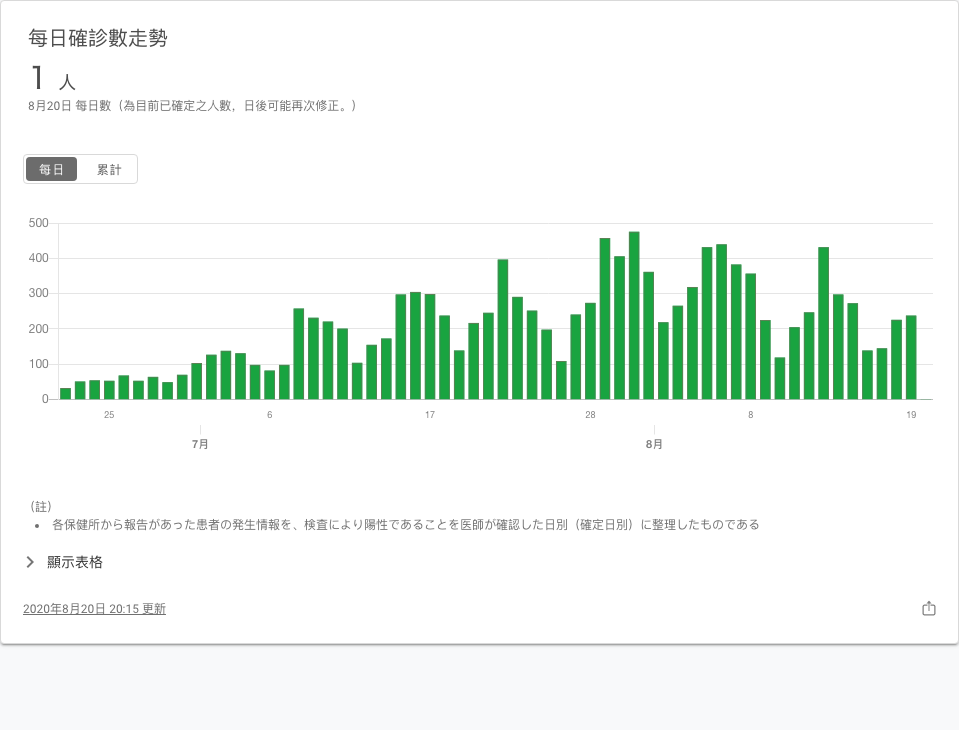 每日確診數走勢
1 人
8月20日 每日數（為目前已確定之人數，日後可能再次修正。）
每日 累計
500
400
300
200
100
0
25 6 17 28 8 19
7月 8月
（註）
• 各保健所から報告があった患者の発生情報を、検査により陽性であることを医師が確認した日別（確定日別）に整理したものである
顯示表格
2020年8月20日 20:15 更新